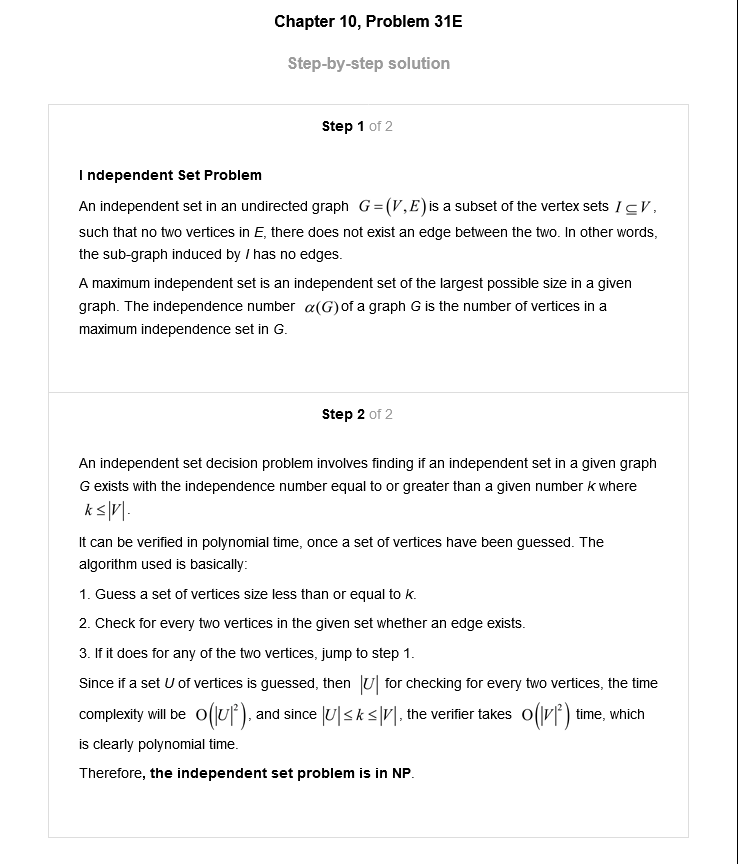 Chapter 10, Problem 31E
Step-by-step solution
Step 1 of 2
I ndependent Set Problem
An independent set in an undirected graph G=(V,E) is a subset of the vertex sets I⊆V,
such that no two vertices in E, there does not exist an edge between the two. In other words,
the sub-graph induced by I has no edges.
A maximum independent set is an independent set of the largest possible size in a given
graph. The independence number α(G) of a graph G is the number of vertices in a
maximum independence set in G.
Step 2 of 2
An independent set decision problem involves finding if an independent set in a given graph
G exists with the independence number equal to or greater than a given number k where
k≤|V|.
It can be verified in polynomial time, once a set of vertices have been guessed. The
algorithm used is basically:
1. Guess a set of vertices size less than or equal to k.
2. Check for every two vertices in the given set whether an edge exists.
3. If it does for any of the two vertices, jump to step 1.
Since if a set U of vertices is guessed, then |U| for checking for every two vertices, the time
complexity will be O(|U|²), and since |U|≤k≤|V|, the verifier takes O(|V|²) time, which
is clearly polynomial time.
Therefore, the independent set problem is in NP.